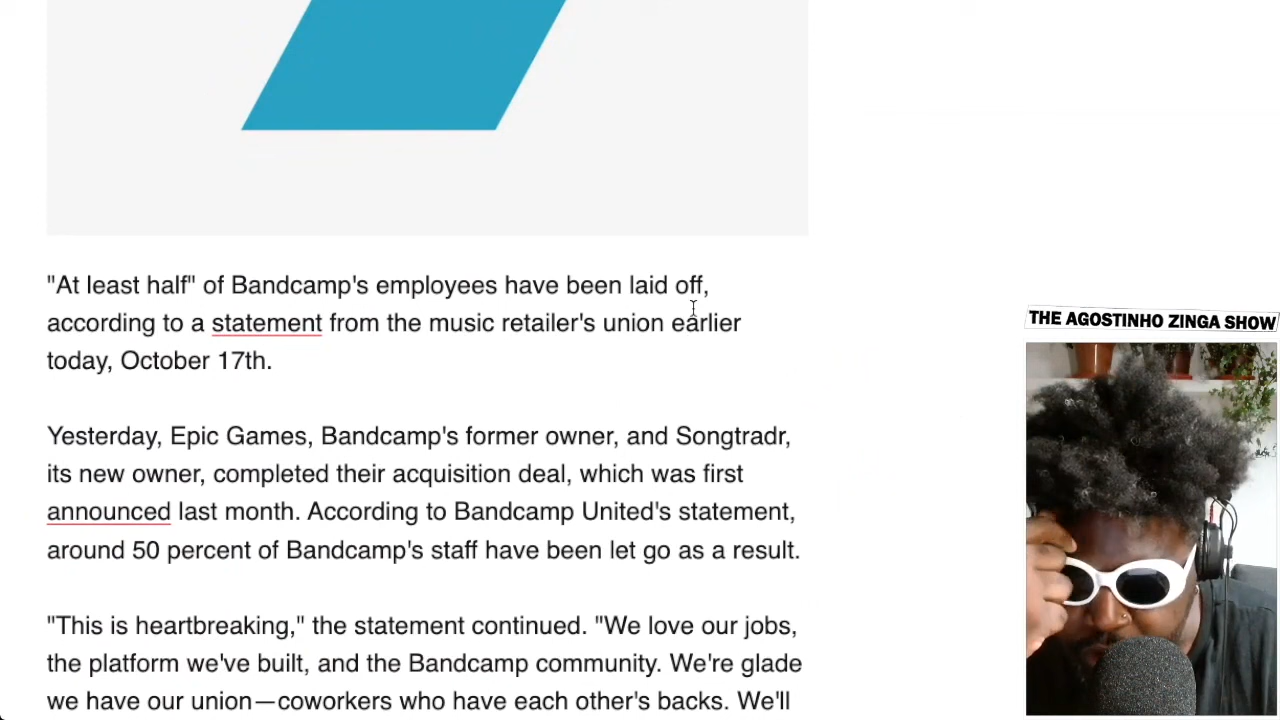 "At least half" of Bandcamp's employees have been laid off,
according to a statement from the music retailer's union earlier
today, October 17th.
Yesterday, Epic Games, Bandcamp's former owner, and Songtradr,
its new owner, completed their acquisition deal, which was first
announced last month. According to Bandcamp United's statement,
around 50 percent of Bandcamp's staff have been let go as a result.
"This is heartbreaking," the statement continued. "We love our jobs,
the platform we've built, and the Bandcamp community. We're glade
we have our union—coworkers who have each other's backs. We'll
THE AGOSTINHO ZINGA SHOW